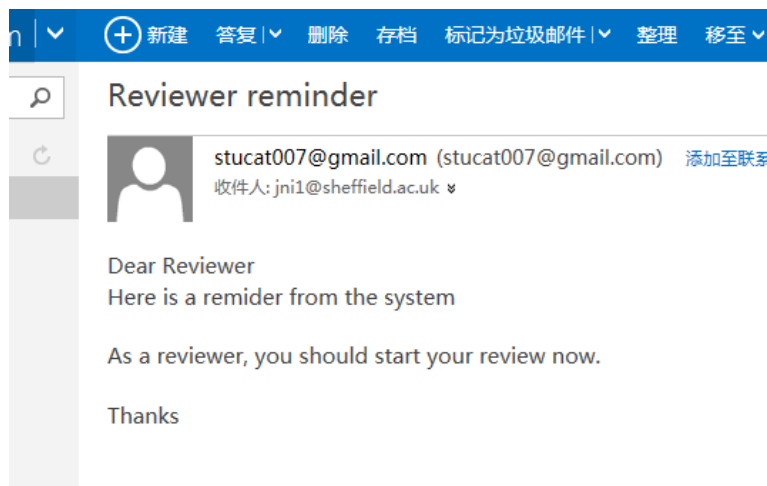 新建 答复 删除 存档 标记为垃圾邮件 整理 移至
Reviewer reminder
stucat007@gmail.com (stucat007@gmail.com) 添加至联系
收件人: jni1@sheffield.ac.uk
Dear Reviewer
Here is a remider from the system
As a reviewer, you should start your review now.
Thanks